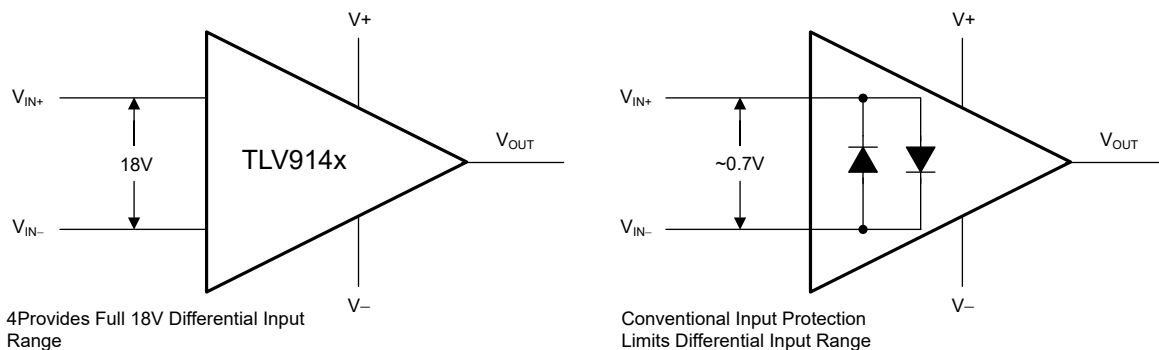 V+
VIN+
18V
TLV914x
VOUT
VIN–
V–
4Provides Full 18V Differential Input
Range
V+
VIN+
~0.7V
VOUT
VIN–
V–
Conventional Input Protection
Limits Differential Input Range